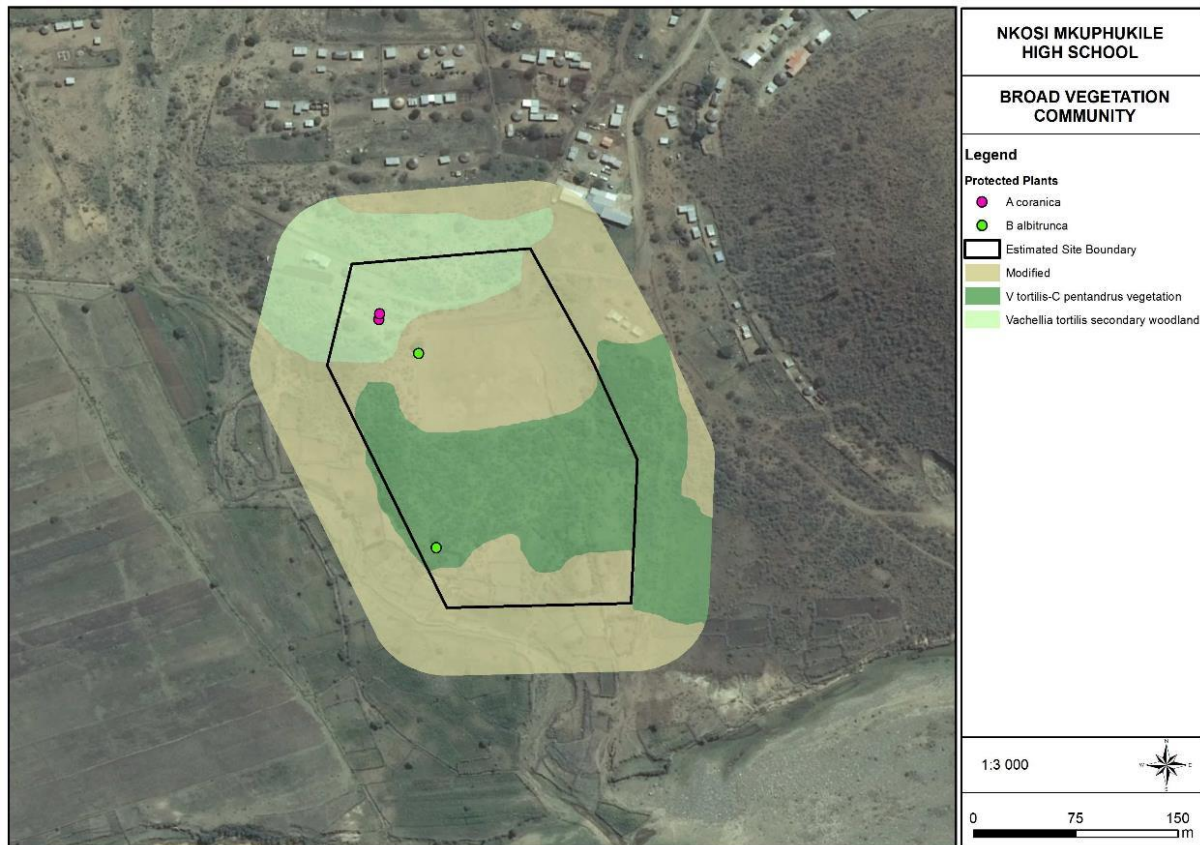 NKOSI MKUPHUKILE
HIGH SCHOOL
BROAD VEGETATION
COMMUNITY
Legend
Protected Plants
A coranica
B albitrunca
Estimated Site Boundary
Modified
V tortilis-C pentandrus vegetation
Vachellia tortilis secondary woodland
1:3 000
N
W E
S
0 75 150
m